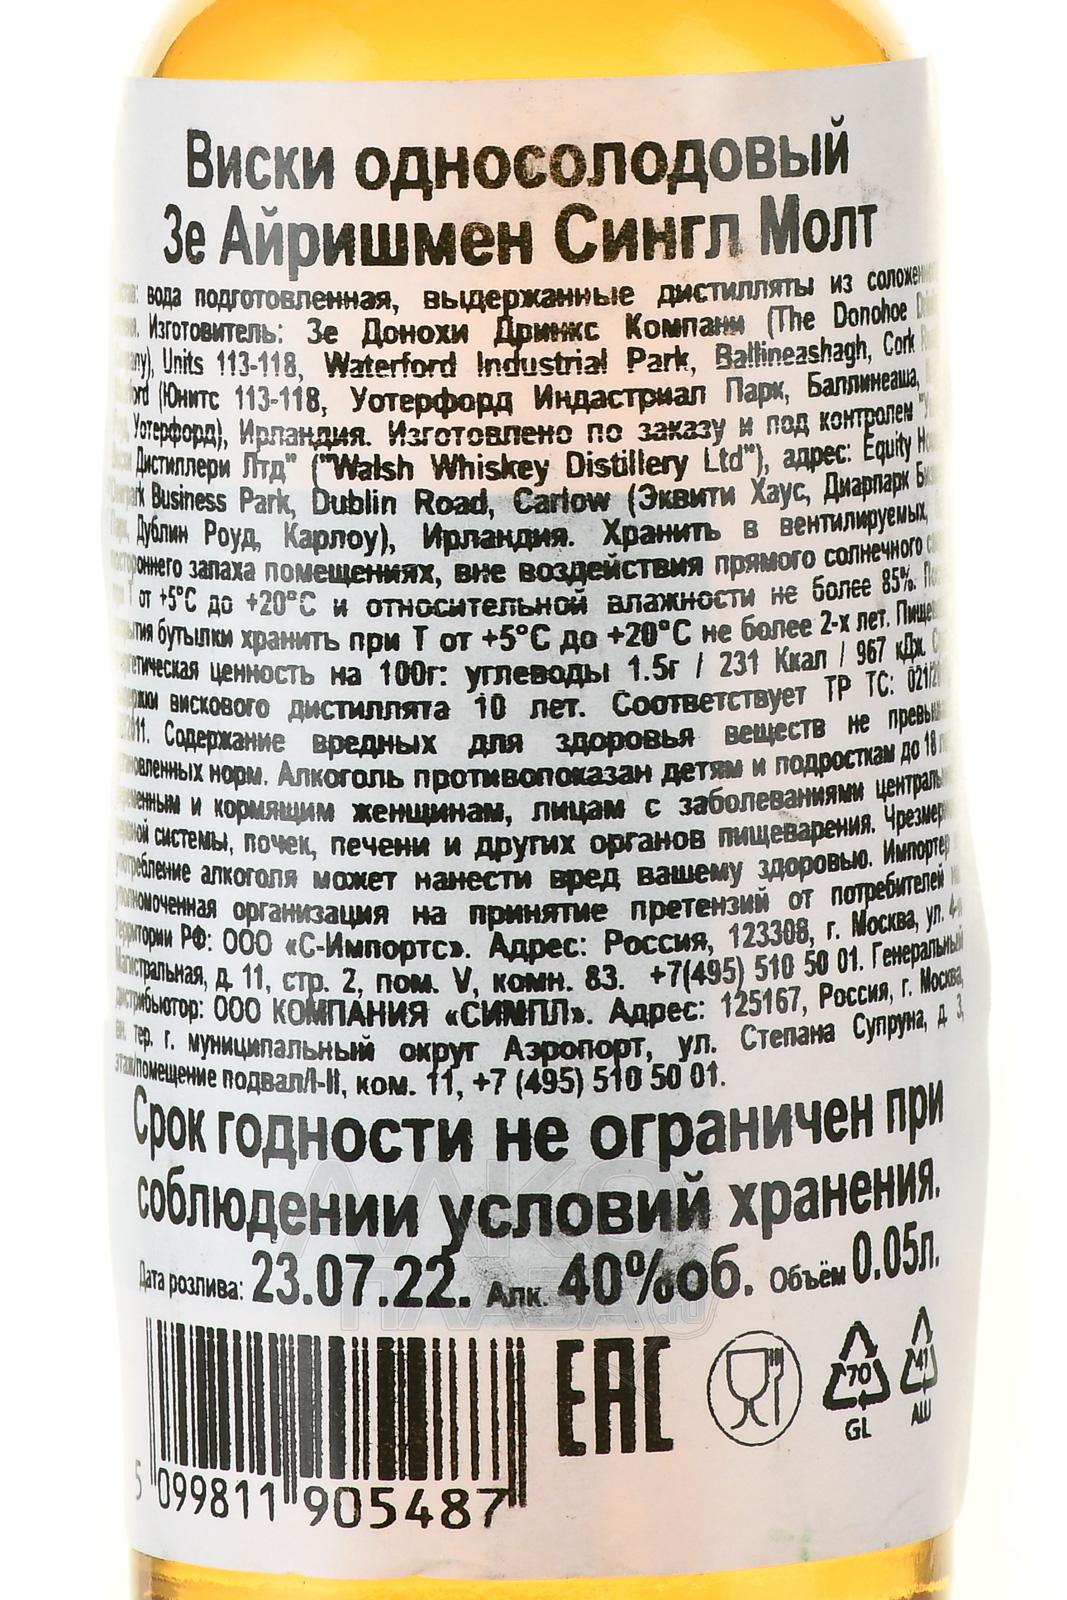 Виски односолодовый
Зе Айришмен Сингл Молт
вода подготовленная, выдержанные дистилляты из
Изготовитель: Зе Донохи Дринкс Компани (The Donohoe
Units 113-118, Waterford Industrial Park, Ballineashagh, Cork
(Юнитс 113-118, Уотерфорд Индастриал Парк, Баллинеаша,
Уотерфорд), Ирландия. Изготовлено по заказу и под контролем
Дистиллери Лтд" ("Walsh Whiskey Distillery Ltd"), адрес: Equity
Business Park, Dublin Road, Carlow (Эквити Хаус, Диарпарк
Дублин Роуд, Карлоу), Ирландия. Хранить в вентилируемых,
запаха помещениях, вне воздействия прямого солнечного
Т от +5°С до +20°С и относительной влажности не более 85%.
бутылки хранить при Т от +5°С до +20°С не более 2-х лет.
ценность на 100г: углеводы 1.5г / 231 Ккал / 967 кДж.
вискового дистиллята 10 лет. Соответствует ТР ТС:
Содержание вредных для здоровья веществ не
норм. Алкоголь противопоказан детям и подросткам до 18
и кормящим женщинам, лицам с заболеваниями
системы, почек, печени и других органов пищеварения.
алкоголя может нанести вред вашему здоровью. Импортер
организация на принятие претензий от потребителей
территории РФ: ООО «С-Импортс». Адрес: Россия, 123308, г. Москва, ул. 4-я
Магистральная, д. 11, стр. 2, пом. V, комн. 83. +7(495) 510 50 01. Генеральный
дистрибьютор: ООО КОМПАНИЯ «СИМПЛ». Адрес: 125167, Россия, г. Москва,
вн. тер. г. муниципальный округ Аэропорт, ул. Степана Супруна, д. 3,
этаж/помещение подвал/I-II, ком. 11, +7 (495) 510 50 01.
Срок годности не ограничен при
соблюдении условий хранения.
Дата розлива: 23.07.22. Алк. 40%об. Объём 0.05л.
EAC
70
41
GL
ALU
5 099811 905487